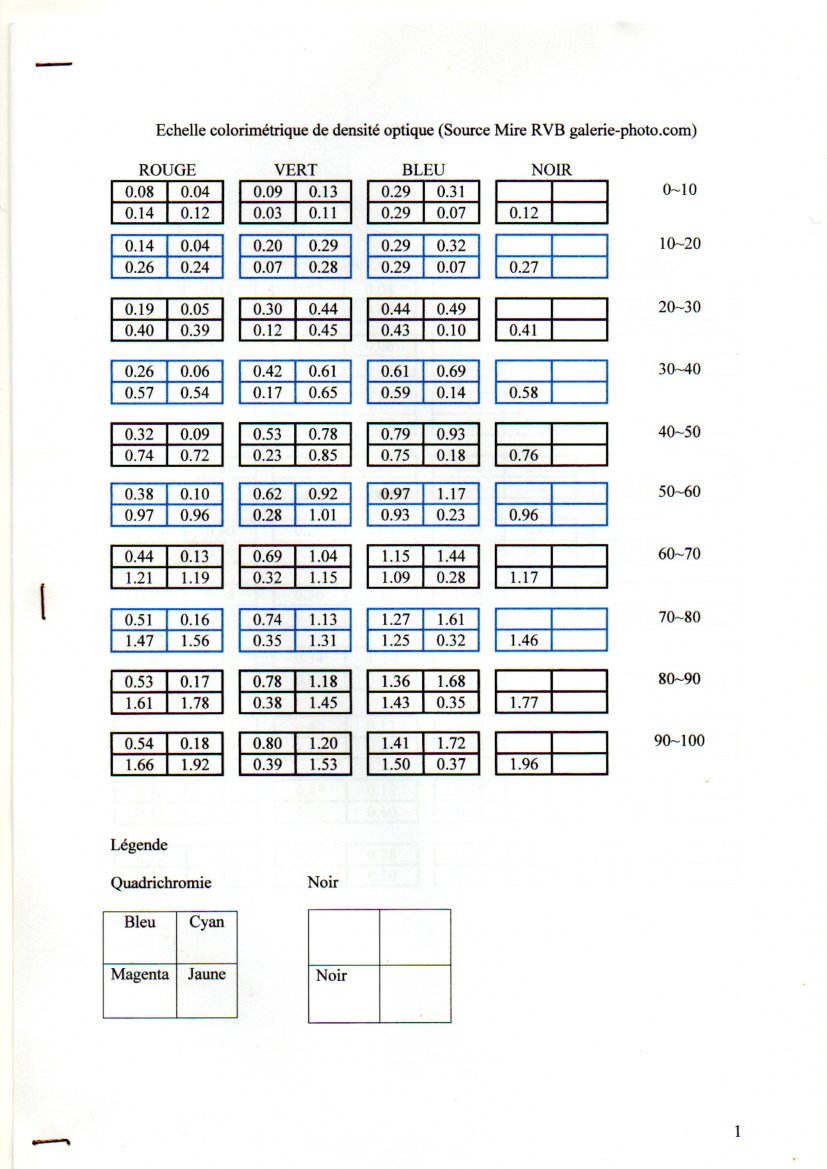 Echelle colorimétrique de densité optique (Source Mire RVB galerie-photo.com)
ROUGE VERT BLEU NOIR
0.08 0.04 0.09 0.13 0.29 0.31 0~10
0.14 0.12 0.03 0.11 0.29 0.07 0.12
0.14 0.04 0.20 0.29 0.29 0.32 10~20
0.26 0.24 0.07 0.28 0.29 0.07 0.27
0.19 0.05 0.30 0.44 0.44 0.49 20~30
0.40 0.39 0.12 0.45 0.43 0.10 0.41
0.26 0.06 0.42 0.61 0.61 0.69 30~40
0.57 0.54 0.17 0.65 0.59 0.14 0.58
0.32 0.09 0.53 0.78 0.79 0.93 40~50
0.74 0.72 0.23 0.85 0.75 0.18 0.76
0.38 0.10 0.62 0.92 0.97 1.17 50~60
0.97 0.96 0.28 1.01 0.93 0.23 0.96
0.44 0.13 0.69 1.04 1.15 1.44 60~70
1.21 1.19 0.32 1.15 1.09 0.28 1.17
0.51 0.16 0.74 1.13 1.27 1.61 70~80
1.47 1.56 0.35 1.31 1.25 0.32 1.46
0.53 0.17 0.78 1.18 1.36 1.68 80~90
1.61 1.78 0.38 1.45 1.43 0.35 1.77
0.54 0.18 0.80 1.20 1.41 1.72 90~100
1.66 1.92 0.39 1.53 1.50 0.37 1.96
Légende
Quadrichromie Noir
Bleu Cyan
Magenta Jaune Noir
1